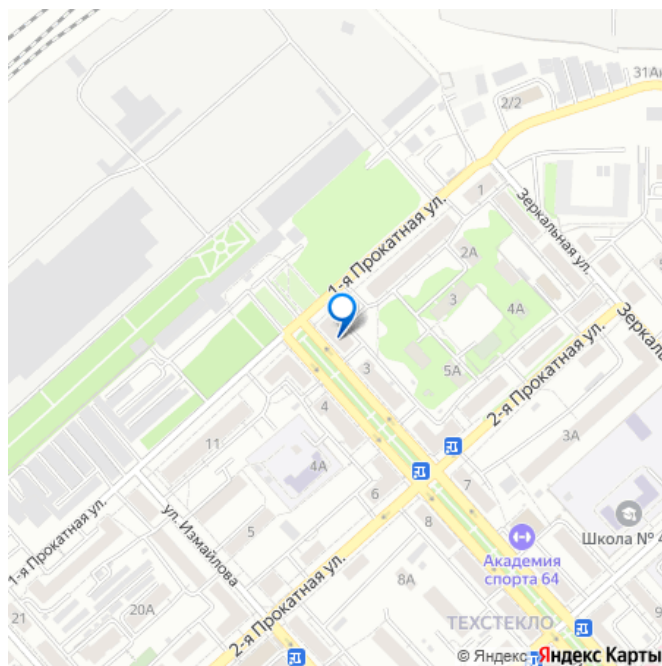 31А
2/2
1
Зеркальная ул.
1-я Прокатная ул.
2А
3
4А
Зеркаль
5А
2-я Прокатная ул.
3
4
11
4А
3А
6
7
5
8
Школа № 4
Академия
спорта 64
1-я Прокатная ул.
ул. Измайлова
2-я Прокатная ул.
8А
21
20А
9
ТЕХСТЕКЛО
© Яндекс
Яндекс Карты